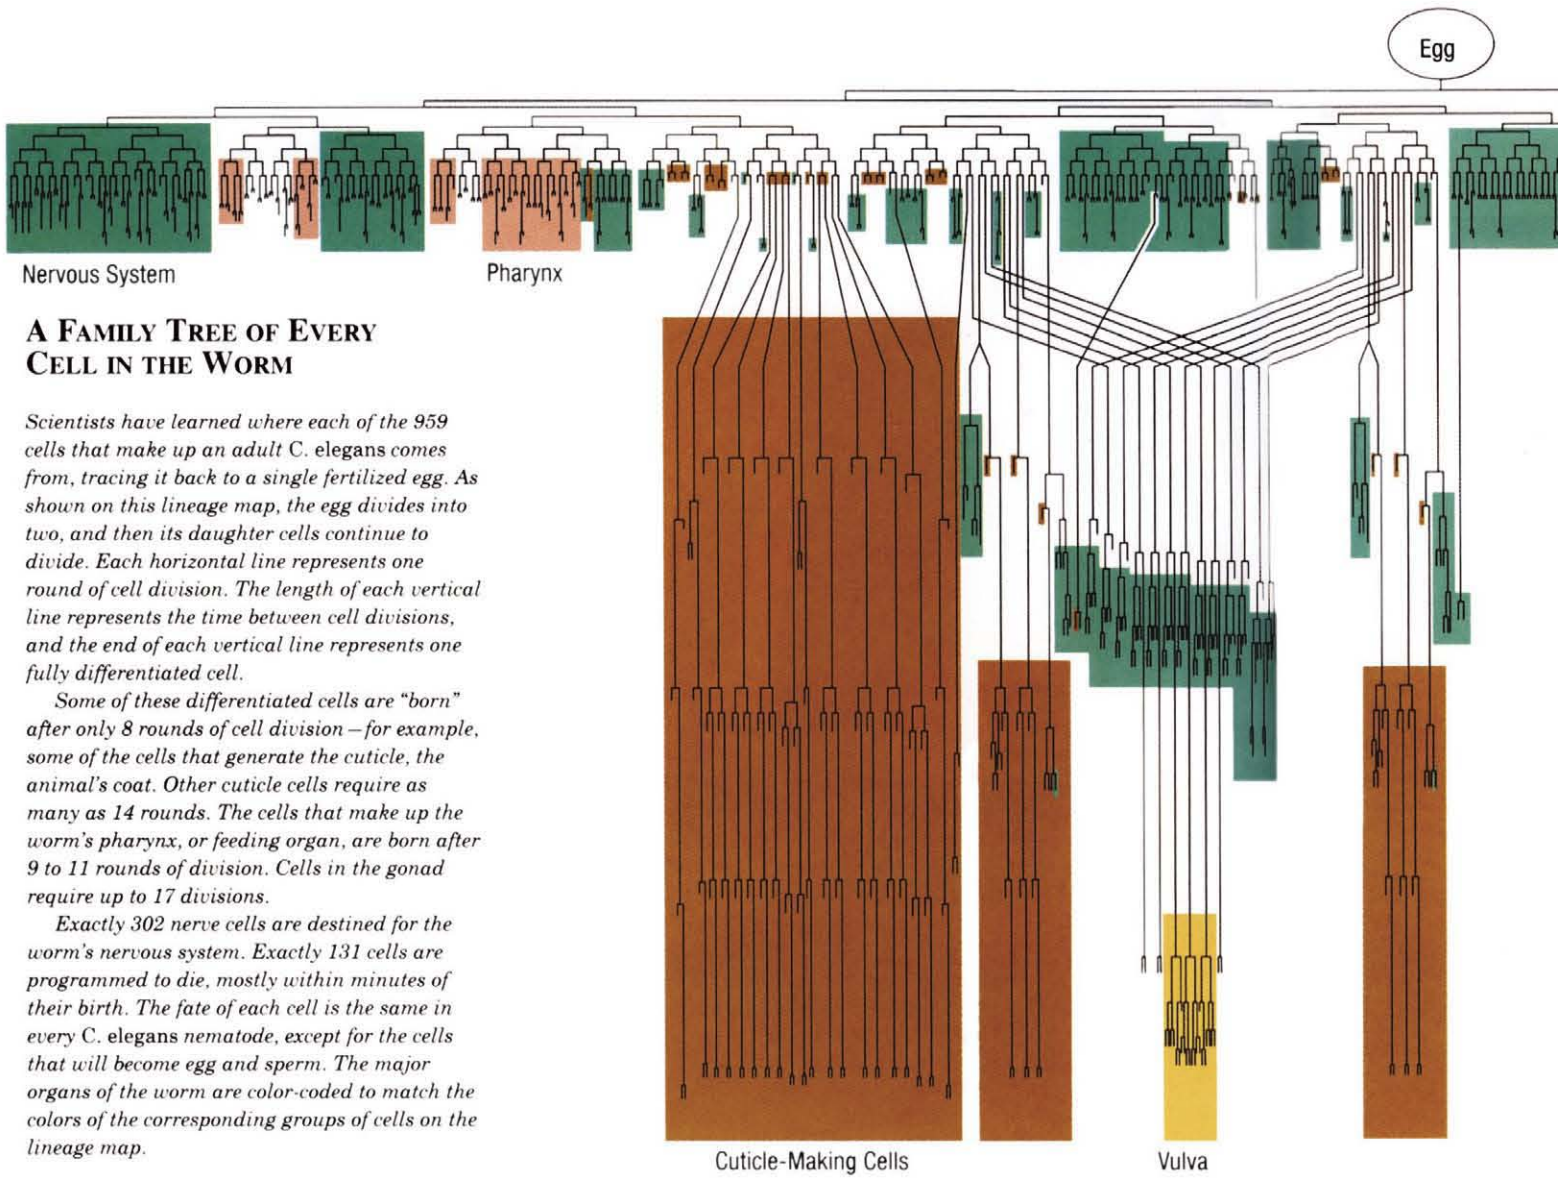 Egg
Nervous System
Pharynx
A FAMILY TREE OF EVERY
CELL IN THE WORM
Scientists have learned where each of the 959
cells that make up an adult C. elegans comes
from, tracing it back to a single fertilized egg. As
shown on this lineage map, the egg divides into
two, and then its daughter cells continue to
divide. Each horizontal line represents one
round of cell division. The length of each vertical
line represents the time between cell divisions,
and the end of each vertical line represents one
fully differentiated cell.
Some of these differentiated cells are “born”
after only 8 rounds of cell division—for example,
some of the cells that generate the cuticle, the
animal's coat. Other cuticle cells require as
many as 14 rounds. The cells that make up the
worm's pharynx, or feeding organ, are born after
9 to 11 rounds of division. Cells in the gonad
require up to 17 divisions.
Exactly 302 nerve cells are destined for the
worm's nervous system. Exactly 131 cells are
programmed to die, mostly within minutes of
their birth. The fate of each cell is the same in
every C. elegans nematode, except for the cells
that will become egg and sperm. The major
organs of the worm are color-coded to match the
colors of the corresponding groups of cells on the
lineage map.
Cuticle-Making Cells
Vulva